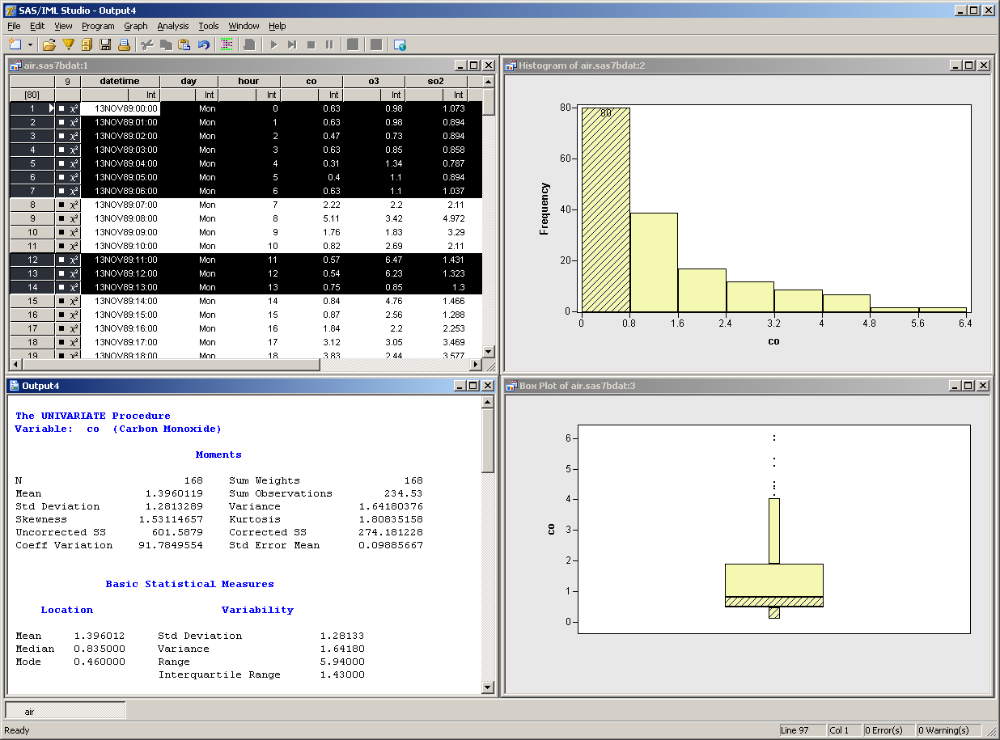 SAS/IML Studio - Output4
File Edit View Program Graph Analysis Tools Window Help
air.sas7bdat:1
9 datetime day hour co o3 so2
[80] Int Int Int Int Int Int
1 χ² 13NOV89:00:00 Mon 0 0.63 0.98 1.073
2 χ² 13NOV89:01:00 Mon 1 0.63 0.98 0.894
3 χ² 13NOV89:02:00 Mon 2 0.47 0.73 0.894
4 χ² 13NOV89:03:00 Mon 3 0.63 0.85 0.858
5 χ² 13NOV89:04:00 Mon 4 0.31 1.34 0.787
6 χ² 13NOV89:05:00 Mon 5 0.4 1.1 0.894
7 χ² 13NOV89:06:00 Mon 6 0.63 1.1 1.037
8 χ² 13NOV89:07:00 Mon 7 2.22 2.2 2.11
9 χ² 13NOV89:08:00 Mon 8 5.11 3.42 4.972
10 χ² 13NOV89:09:00 Mon 9 1.76 1.83 3.29
11 χ² 13NOV89:10:00 Mon 10 0.82 2.69 2.11
12 χ² 13NOV89:11:00 Mon 11 0.57 6.47 1.431
13 χ² 13NOV89:12:00 Mon 12 0.54 6.23 1.323
14 χ² 13NOV89:13:00 Mon 13 0.75 0.85 1.3
15 χ² 13NOV89:14:00 Mon 14 0.84 4.76 1.466
16 χ² 13NOV89:15:00 Mon 15 0.87 2.56 1.288
17 χ² 13NOV89:16:00 Mon 16 1.84 2.2 2.253
18 χ² 13NOV89:17:00 Mon 17 3.12 3.05 3.469
19 χ² 13NOV89:18:00 Mon 18 3.83 2.44 3.577
Histogram of air.sas7bdat:2
80
80
60
40
20
0
Frequency
0 0.8 1.6 2.4 3.2 4 4.8 5.6 6.4
co
Output4
The UNIVARIATE Procedure
Variable: co (Carbon Monoxide)
Moments
N 168 Sum Weights 168
Mean 1.3960119 Sum Observations 234.53
Std Deviation 1.2813289 Variance 1.64180376
Skewness 1.53114657 Kurtosis 1.80835158
Uncorrected SS 601.5879 Corrected SS 274.181228
Coeff Variation 91.7849554 Std Error Mean 0.09885667
Basic Statistical Measures
Location Variability
Mean 1.396012 Std Deviation 1.28133
Median 0.835000 Variance 1.64180
Mode 0.460000 Range 5.94000
Interquartile Range 1.43000
Box Plot of air.sas7bdat:3
6
5
4
3
2
1
0
co
air
Ready Line 97 Col 1 0 Error(s) 0 Warning(s)